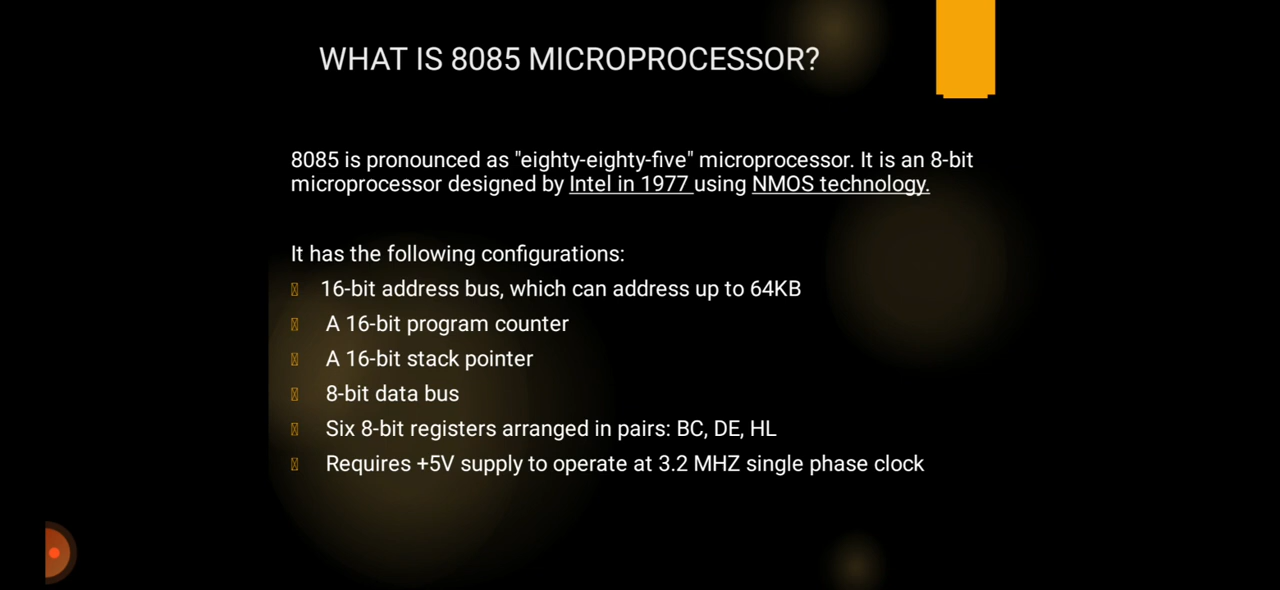 WHAT IS 8085 MICROPROCESSOR?
8085 is pronounced as "eighty-eighty-five" microprocessor. It is an 8-bit
microprocessor designed by Intel in 1977 using NMOS technology.
It has the following configurations:
16-bit address bus, which can address up to 64KB
A 16-bit program counter
A 16-bit stack pointer
8-bit data bus
Six 8-bit registers arranged in pairs: BC, DE, HL
Requires +5V supply to operate at 3.2 MHZ single phase clock